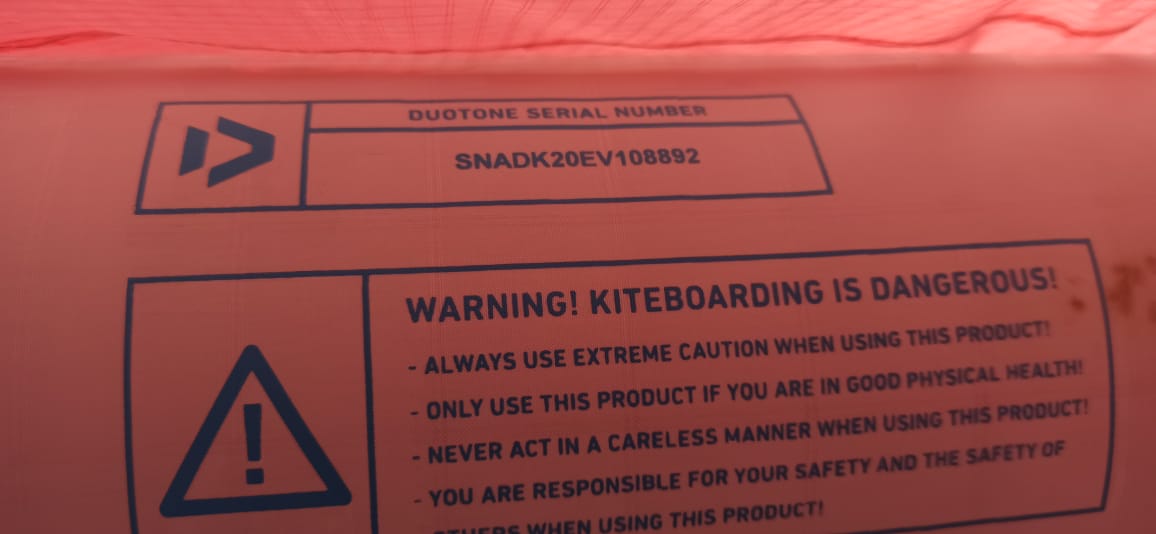 DUOTONE SERIAL NUMBER
SNADK20EV108892
WARNING! KITEBOARDING IS DANGEROUS!
- ALWAYS USE EXTREME CAUTION WHEN USING THIS PRODUCT!
- ONLY USE THIS PRODUCT IF YOU ARE IN GOOD PHYSICAL HEALTH!
- NEVER ACT IN A CARELESS MANNER WHEN USING THIS PRODUCT!
- YOU ARE RESPONSIBLE FOR YOUR SAFETY AND THE SAFETY OF
OTHERS WHEN USING THIS PRODUCT!